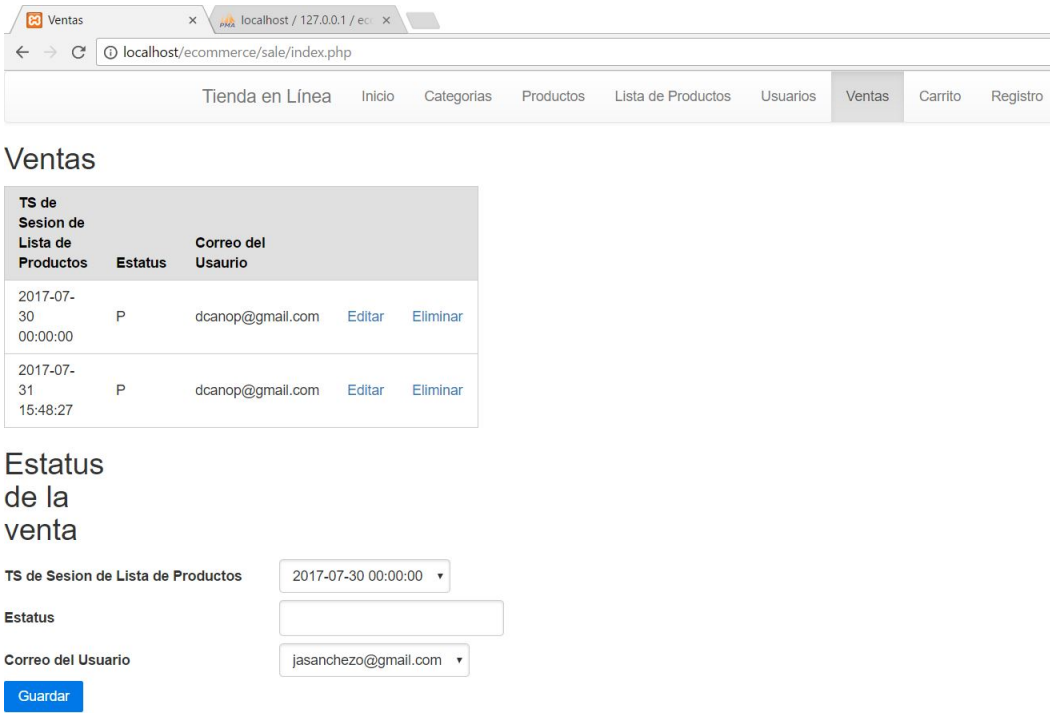 Ventas
localhost / 127.0.0.1 / ec
localhost/ecommerce/sale/index.php
Tienda en Línea Inicio Categorias Productos Lista de Productos Usuarios Ventas Carrito Registro
Ventas
TS de
Sesion de
Lista de
Productos
Estatus
Correo del
Usaurio
2017-07-
30
00:00:00
P
dcanop@gmail.com
Editar
Eliminar
2017-07-
31
15:48:27
P
dcanop@gmail.com
Editar
Eliminar
Estatus
de la
venta
TS de Sesion de Lista de Productos 2017-07-30 00:00:00
Estatus
Correo del Usuario jasanchezo@gmail.com
Guardar